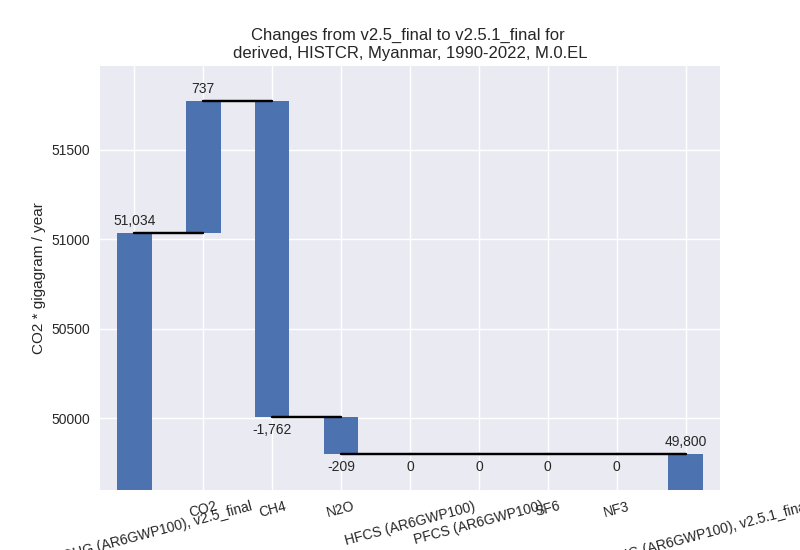 Changes from v2.5_final to v2.5.1_final for
derived, HISTCR, Myanmar, 1990-2022, M.0.EL
737
51,034
-1,762
-209
0
0
0
0
49,800
51500
51000
50500
50000
CO2 * gigagram / year
(AR6GWP100), v2.5_final
CO2
CH4
N2O
HFCS (AR6GWP100)
PFCS (AR6GWP100)
SF6
NF3
(AR6GWP100), v2.5.1_final